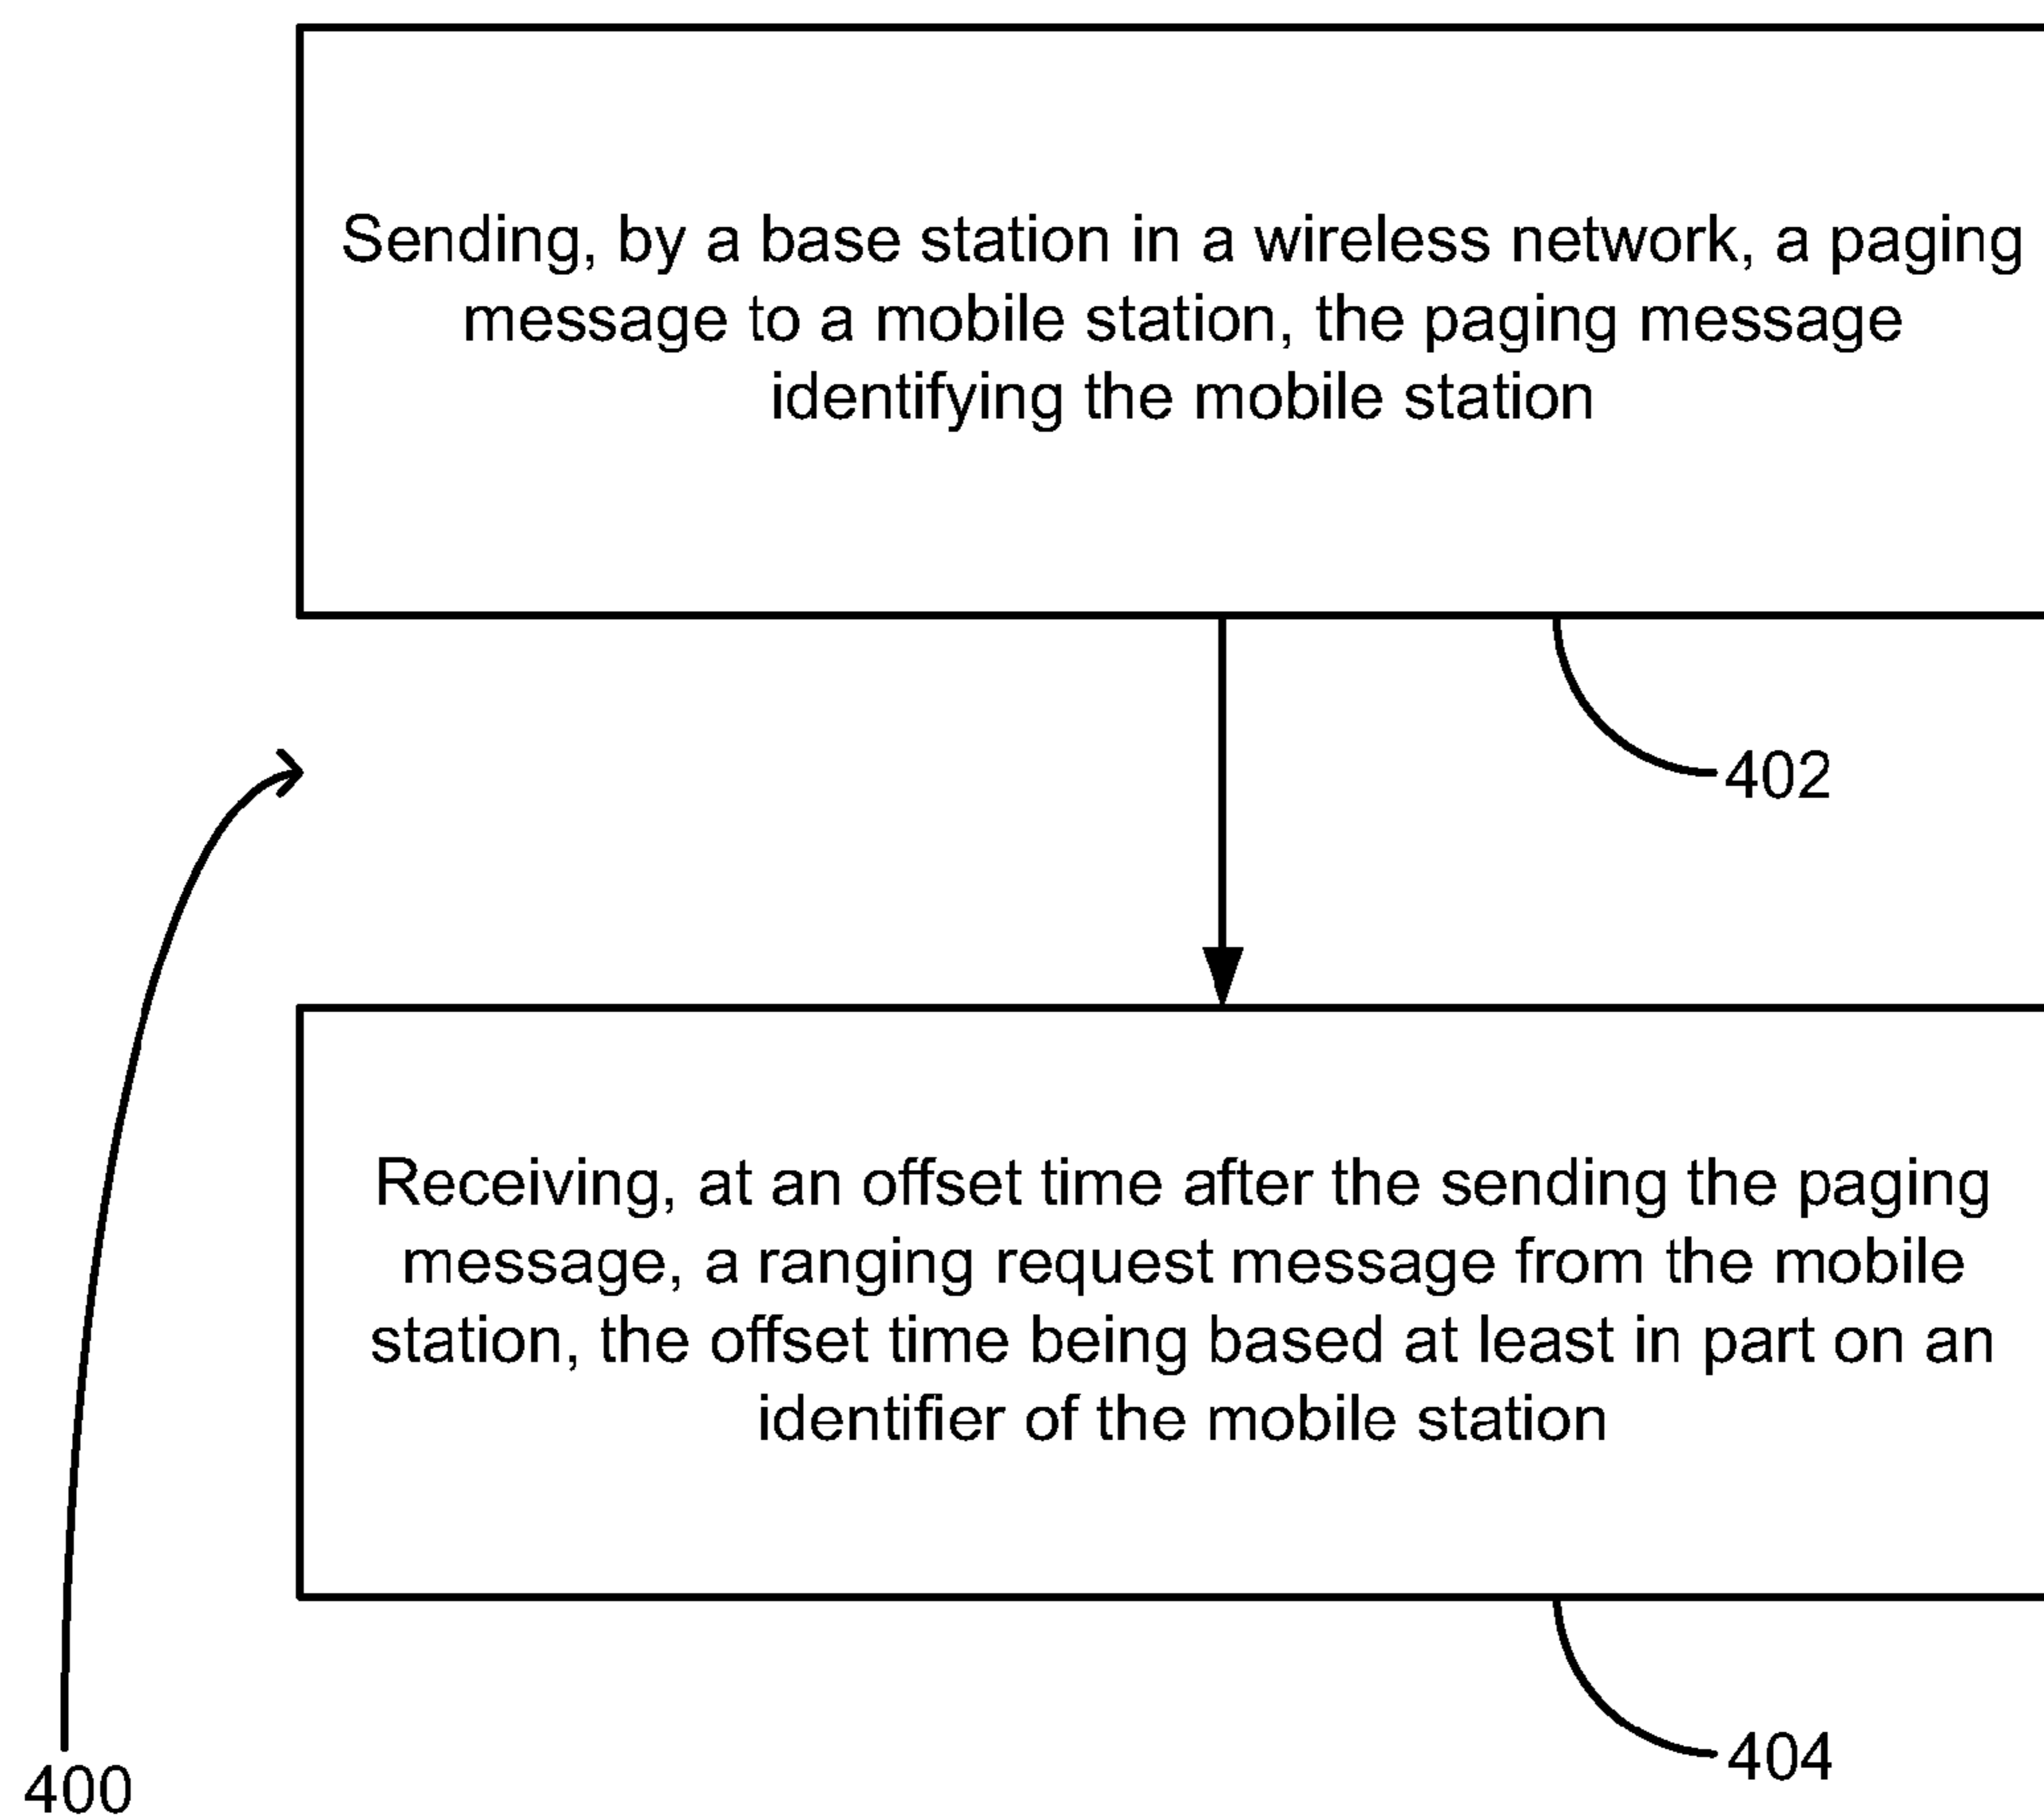 Sending, by a base station in a wireless network, a paging
message to a mobile station, the paging message
identifying the mobile station
402
Receiving, at an offset time after the sending the paging
message, a ranging request message from the mobile
station, the offset time being based at least in part on an
identifier of the mobile station
404
400